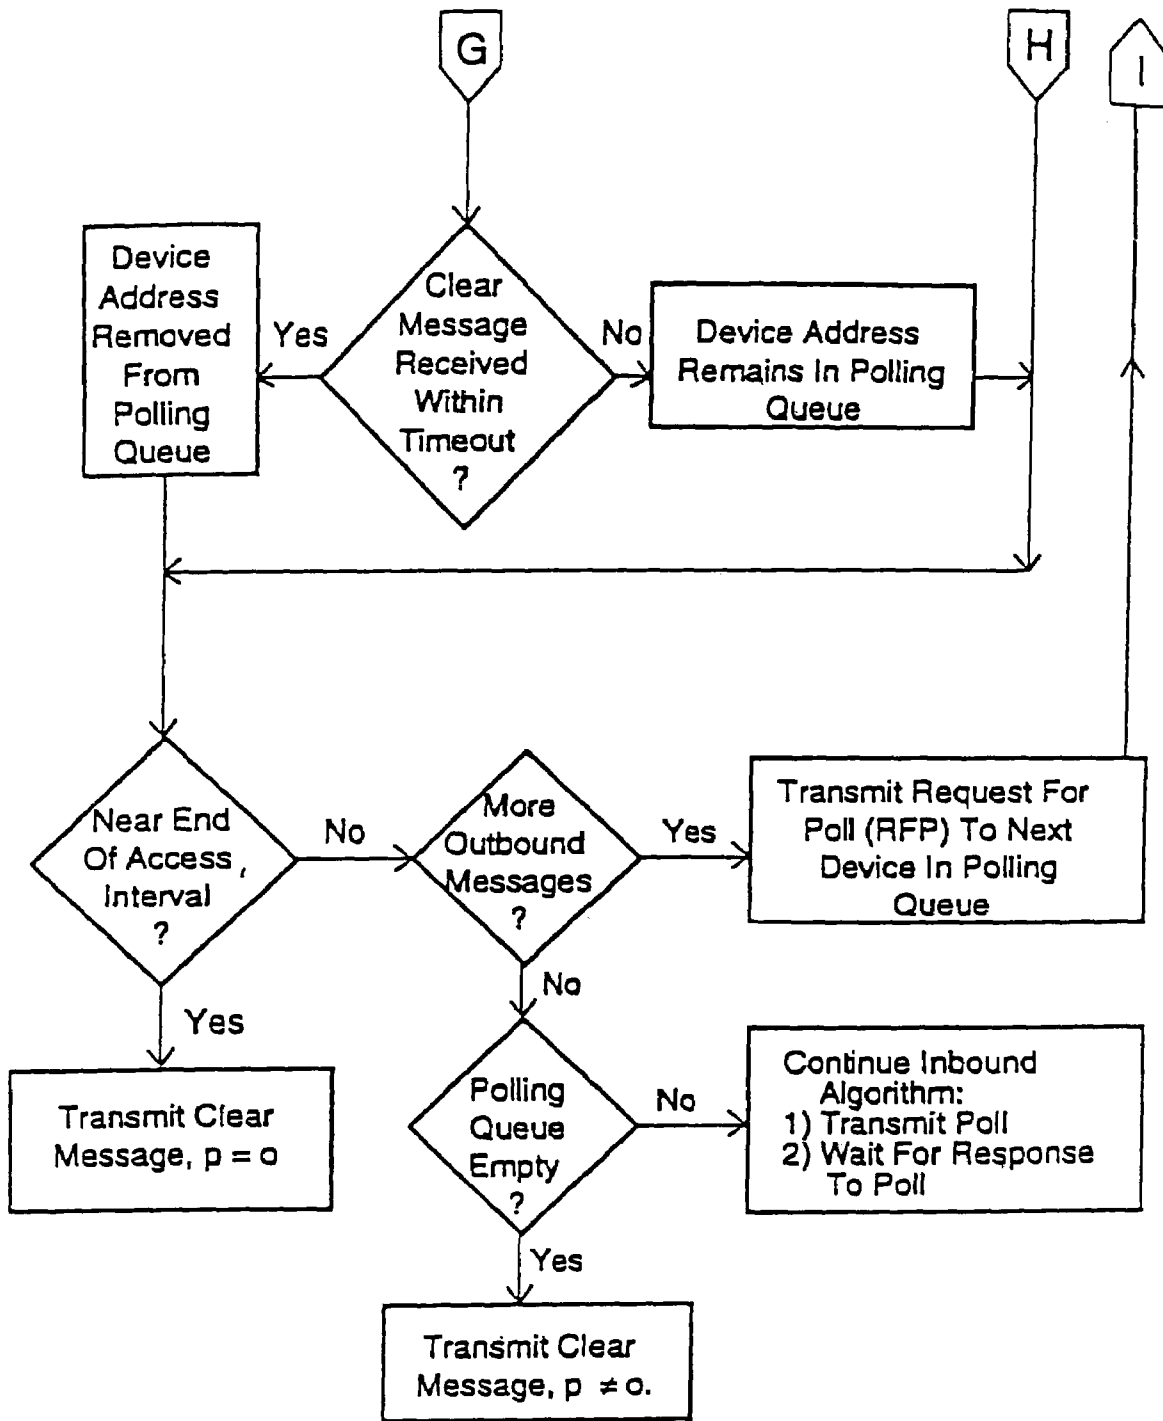 G
H
I
Device
Address
Removed
From
Polling
Queue
Yes
Clear
Message
Received
Within
Timeout
?
No
Device Address
Remains In Polling
Queue
Near End
Of Access,
Interval
?
No
More
Outbound
Messages
?
Yes
Transmit Request For
Poll (RFP) To Next
Device In Polling
Queue
Yes
No
Transmit Clear
Message, p = o
Polling
Queue
Empty
?
No
Continue Inbound
Algorithm:
1) Transmit Poll
2) Wait For Response
To Poll
Yes
Transmit Clear
Message, p ≠ o.